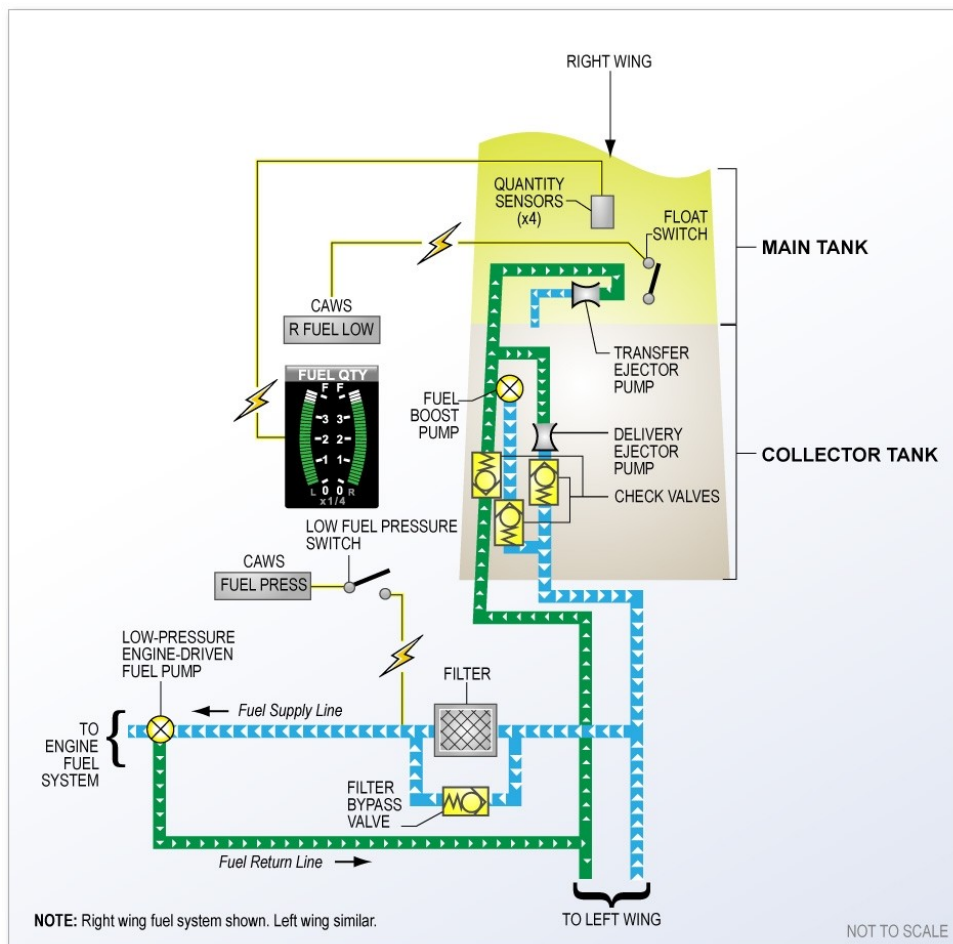 RIGHT WING
QUANTITY
SENSORS
(x4)
FLOAT
SWITCH
MAIN TANK
CAWS
R FUEL LOW
TRANSFER
EJECTOR
PUMP
FUEL QTY
F F
3 3
2 2
1 1
0 0
L R
x1/4
FUEL
BOOST
PUMP
DELIVERY
EJECTOR
PUMP
COLLECTOR TANK
CHECK VALVES
LOW FUEL PRESSURE
SWITCH
CAWS
FUEL PRESS
LOW-PRESSURE
ENGINE-DRIVEN
FUEL PUMP
FILTER
Fuel Supply Line
TO
ENGINE
FUEL
SYSTEM
FILTER
BYPASS
VALVE
Fuel Return Line
TO LEFT WING
NOTE: Right wing fuel system shown. Left wing similar.
NOT TO SCALE